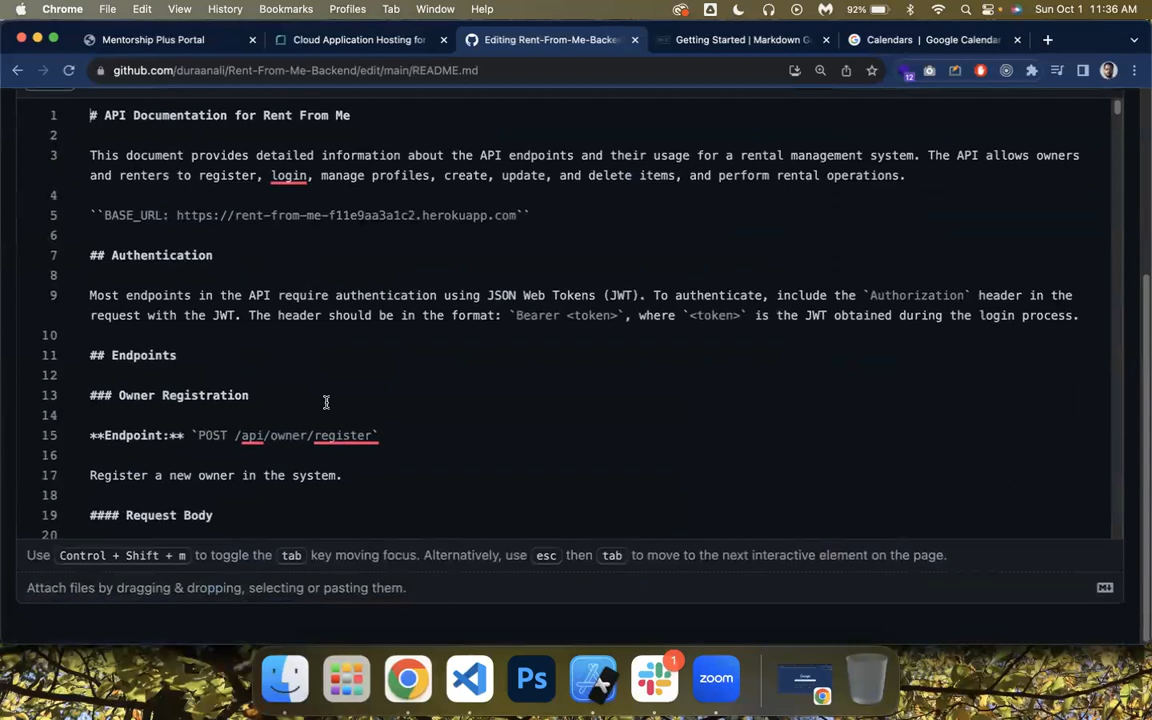 Chrome File Edit View History Bookmarks Profiles Tab Window Help 92% Sun Oct 1 11:36 AM
Mentorship Plus Portal Cloud Application Hosting for Editing Rent-From-Me-Backe Getting Started | Markdown G Calendars | Google Calenda
github.com/duraanali/Rent-From-Me-Backend/edit/main/README.md 12
1 # API Documentation for Rent From Me
2
3 This document provides detailed information about the API endpoints and their usage for a rental management system. The API allows owners
and renters to register, login, manage profiles, create, update, and delete items, and perform rental operations.
4
5 ``BASE_URL: https://rent-from-me-f11e9aa3a1c2.herokuapp.com``
6
7 ## Authentication
8
9 Most endpoints in the API require authentication using JSON Web Tokens (JWT). To authenticate, include the `Authorization` header in the
request with the JWT. The header should be in the format: `Bearer <token>`, where `<token>` is the JWT obtained during the login process.
10
11 ## Endpoints
12
13 ### Owner Registration
14
15 **Endpoint:** `POST /api/owner/register`
16
17 Register a new owner in the system.
18
19 #### Request Body
20
Use Control + Shift + m to toggle the tab key moving focus. Alternatively, use esc then tab to move to the next interactive element on the page.
Attach files by dragging & dropping, selecting or pasting them.
Ps 1 zoom